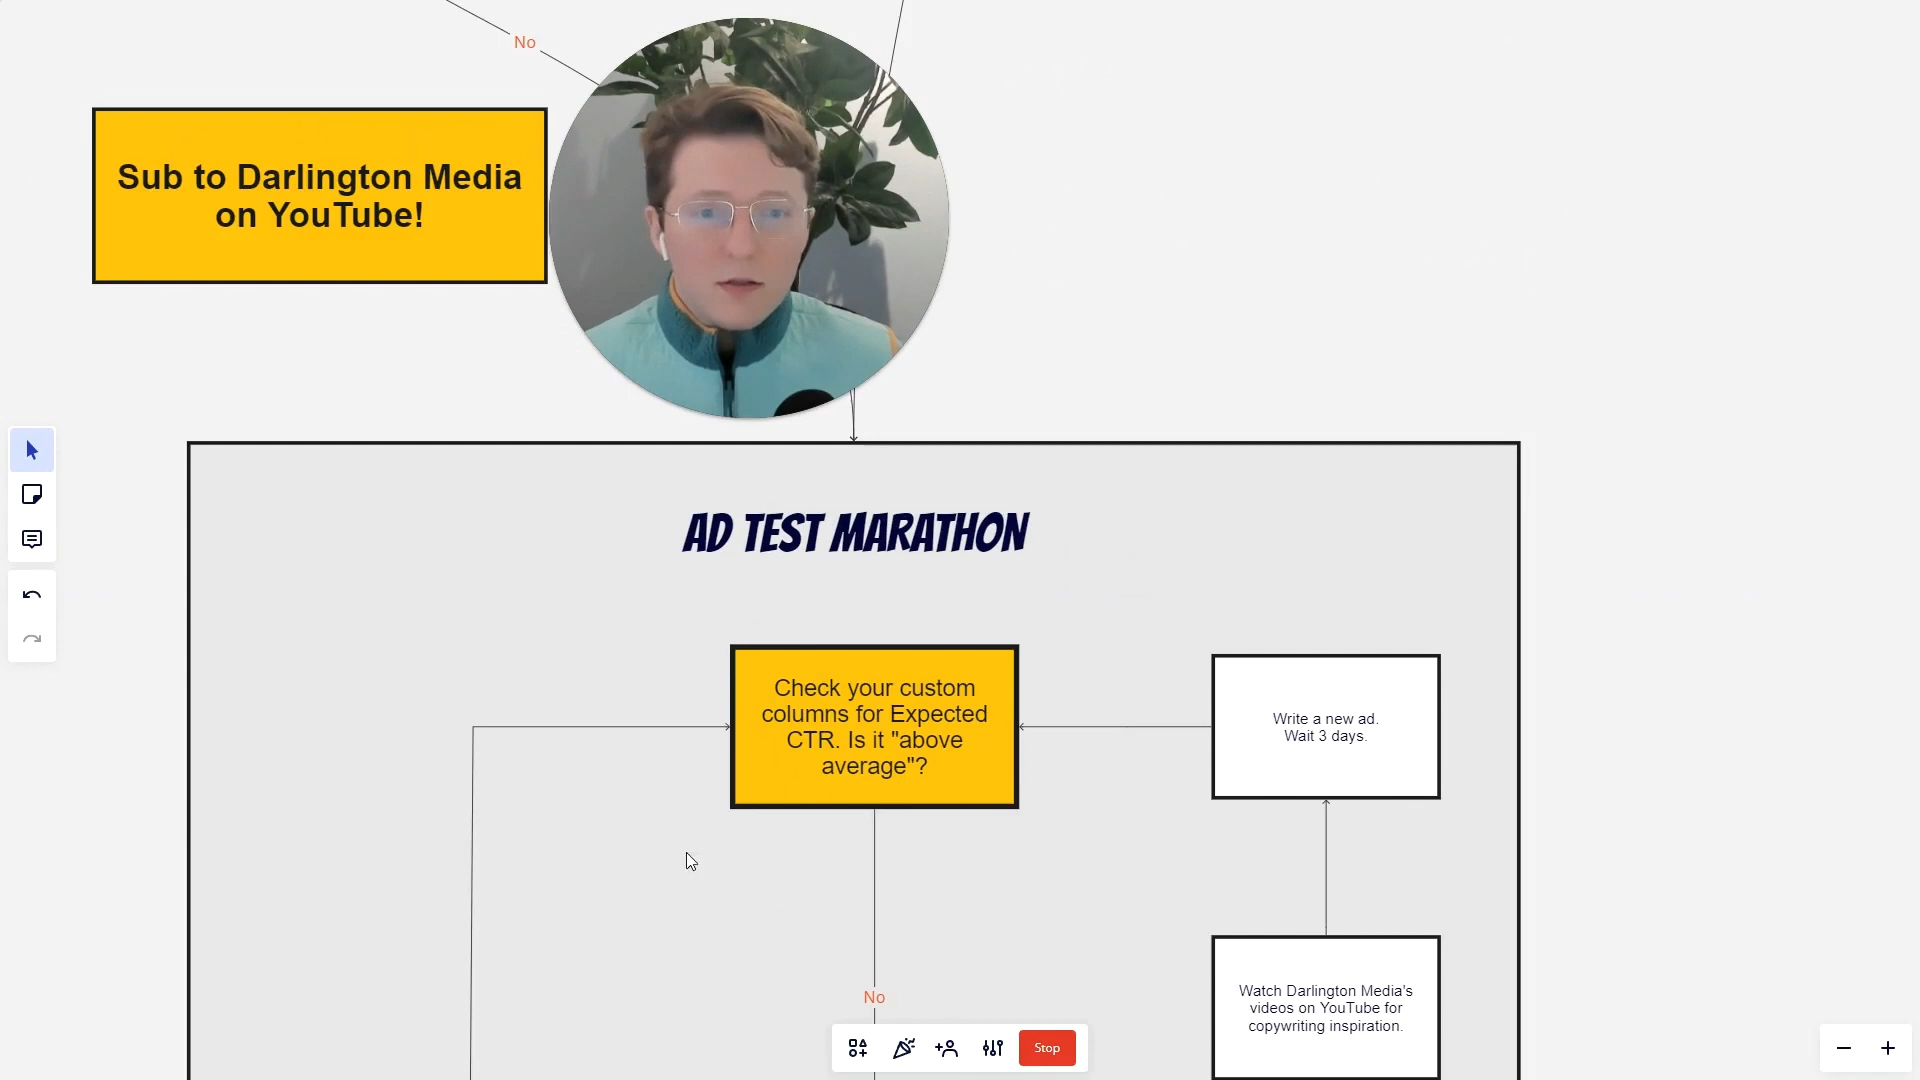 No
Sub to Darlington Media
on YouTube!
AD TEST MARATHON
Check your custom
columns for Expected
CTR. Is it "above
average"?
Write a new ad.
Wait 3 days.
No
Watch Darlington Media's
videos on YouTube for
copywriting inspiration.
Stop